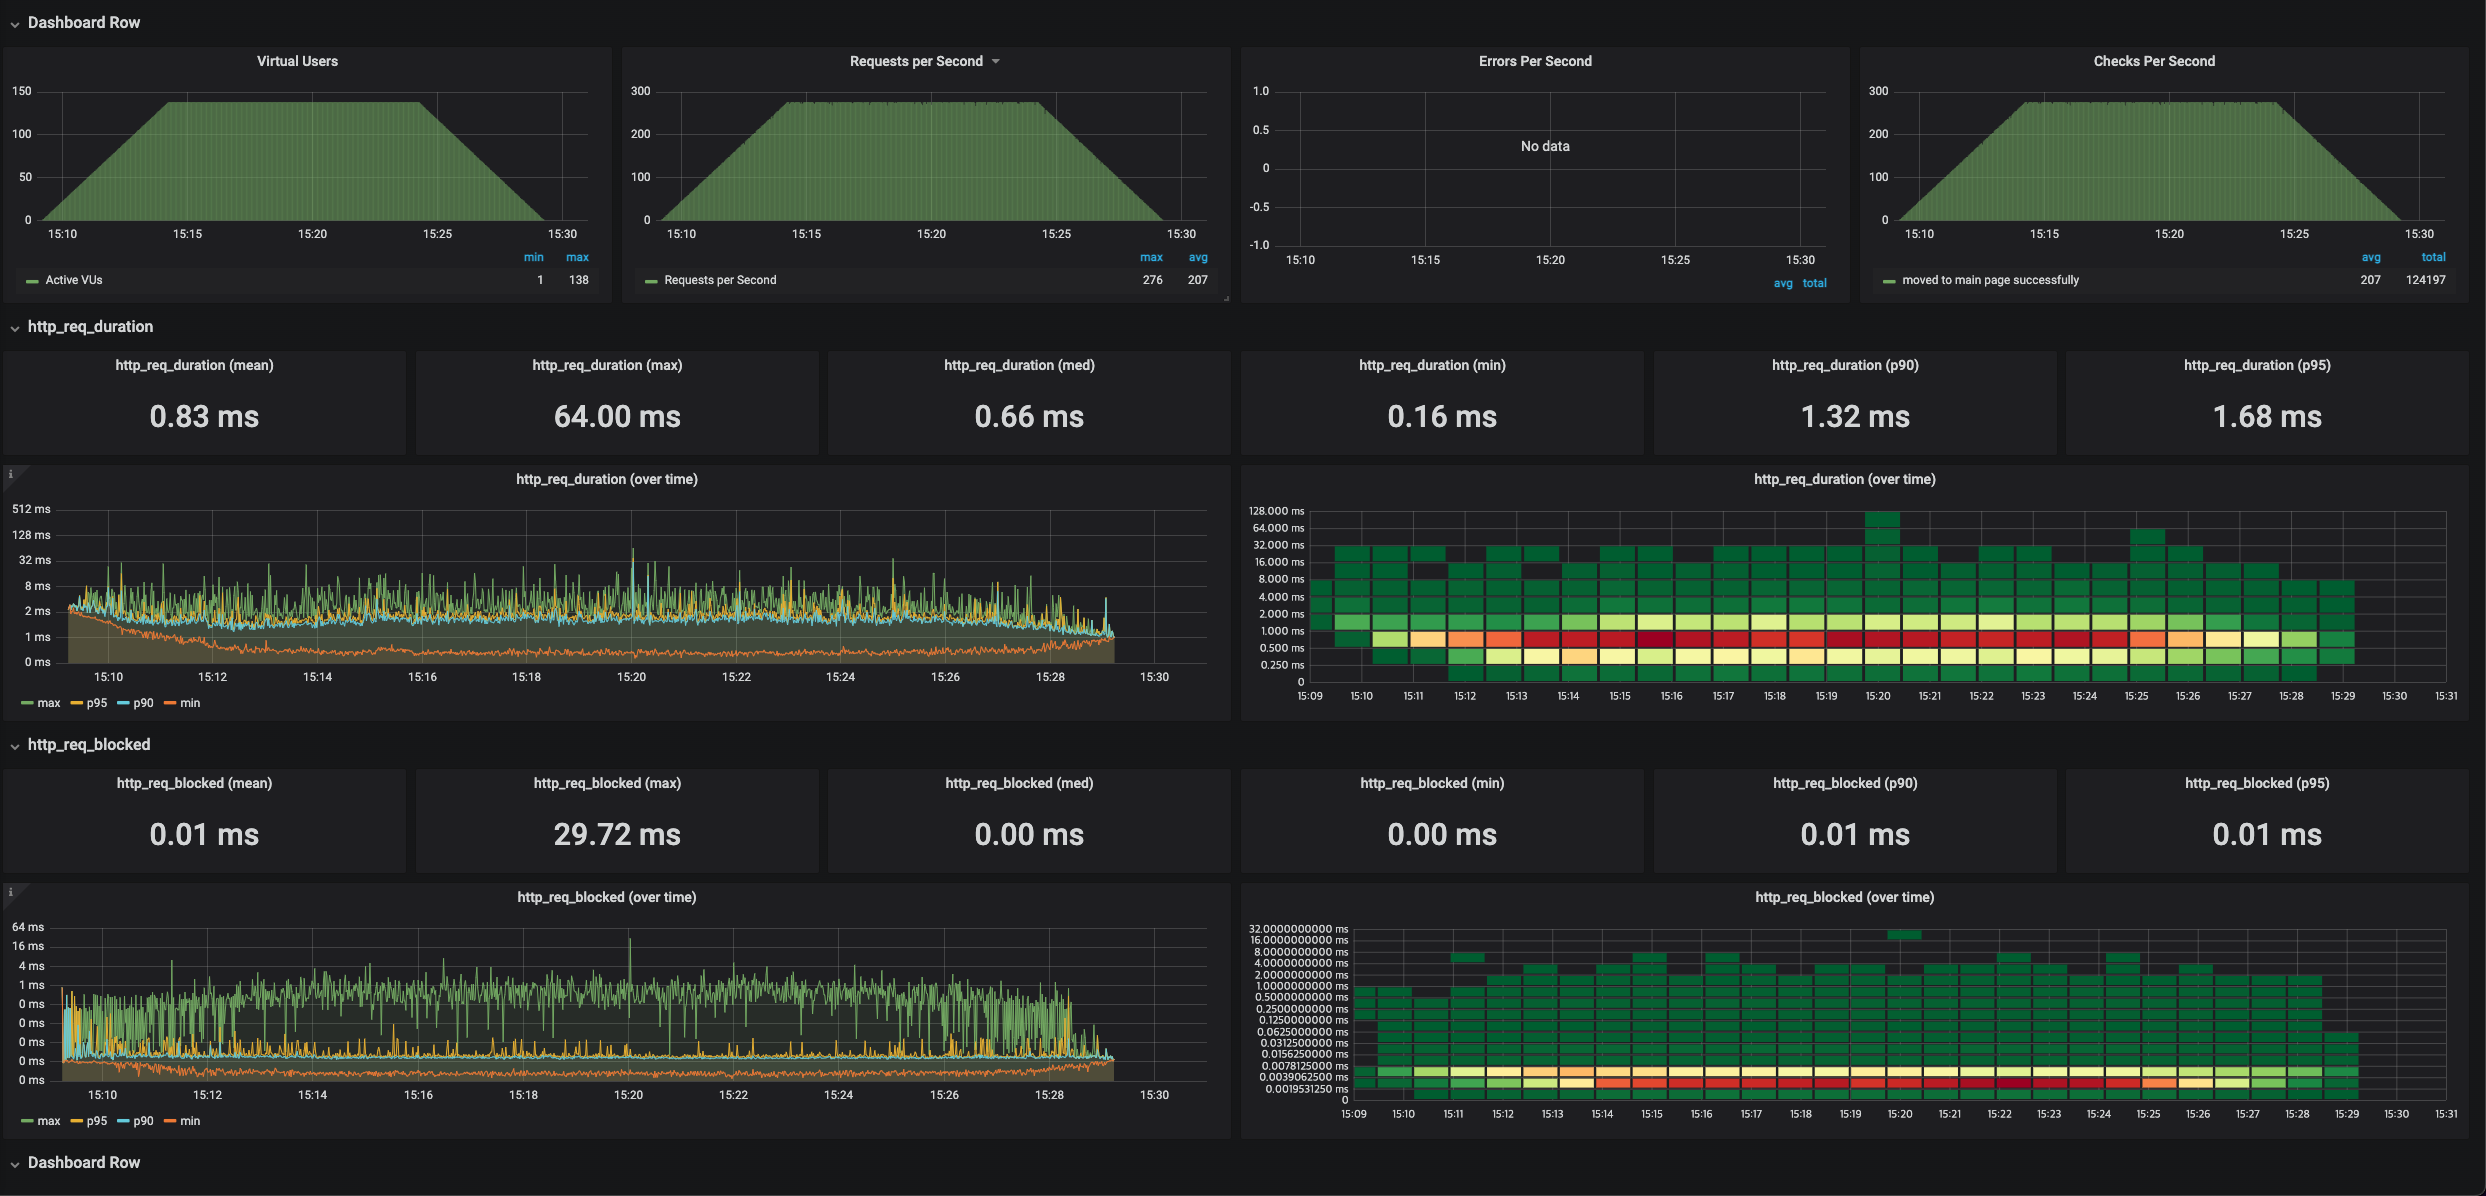 Dashboard Row
Virtual Users
150
100
50
0
15:10 15:15 15:20 15:25 15:30
min max
Active VUs 1 138
Requests per Second
300
200
100
0
15:10 15:15 15:20 15:25 15:30
max avg
Requests per Second 276 207
Errors Per Second
1.0
0.5
0
-0.5
-1.0
No data
15:10 15:15 15:20 15:25 15:30
avg total
Checks Per Second
300
200
100
0
15:10 15:15 15:20 15:25 15:30
avg total
moved to main page successfully 207 124197
http_req_duration
http_req_duration (mean)
0.83 ms
http_req_duration (max)
64.00 ms
http_req_duration (med)
0.66 ms
http_req_duration (min)
0.16 ms
http_req_duration (p90)
1.32 ms
http_req_duration (p95)
1.68 ms
http_req_duration (over time)
512 ms
128 ms
32 ms
8 ms
2 ms
1 ms
0 ms
15:10 15:12 15:14 15:16 15:18 15:20 15:22 15:24 15:26 15:28 15:30
max p95 p90 min
http_req_duration (over time)
128.000 ms
64.000 ms
32.000 ms
16.000 ms
8.000 ms
4.000 ms
2.000 ms
1.000 ms
0.500 ms
0.250 ms
0
15:09 15:10 15:11 15:12 15:13 15:14 15:15 15:16 15:17 15:18 15:19 15:20 15:21 15:22 15:23 15:24 15:25 15:26 15:27 15:28 15:29 15:30 15:31
http_req_blocked
http_req_blocked (mean)
0.01 ms
http_req_blocked (max)
29.72 ms
http_req_blocked (med)
0.00 ms
http_req_blocked (min)
0.00 ms
http_req_blocked (p90)
0.01 ms
http_req_blocked (p95)
0.01 ms
http_req_blocked (over time)
64 ms
16 ms
4 ms
1 ms
0 ms
0 ms
0 ms
0 ms
0 ms
15:10 15:12 15:14 15:16 15:18 15:20 15:22 15:24 15:26 15:28 15:30
max p95 p90 min
http_req_blocked (over time)
32.0000000000 ms
16.0000000000 ms
8.0000000000 ms
4.0000000000 ms
2.0000000000 ms
1.0000000000 ms
0.5000000000 ms
0.2500000000 ms
0.1250000000 ms
0.0625000000 ms
0.0312500000 ms
0.0156250000 ms
0.0078125000 ms
0.0039062500 ms
0.0019531250 ms
0
15:09 15:10 15:11 15:12 15:13 15:14 15:15 15:16 15:17 15:18 15:19 15:20 15:21 15:22 15:23 15:24 15:25 15:26 15:27 15:28 15:29 15:30 15:31
Dashboard Row